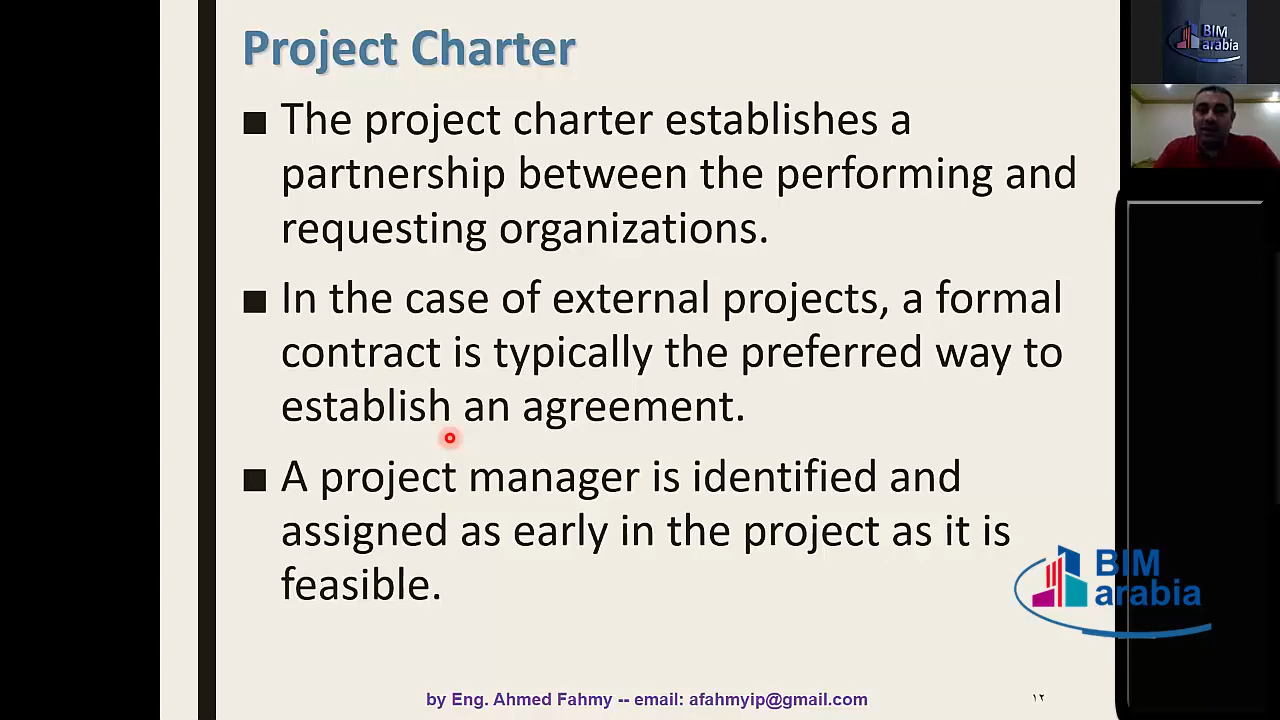 Project Charter
■ The project charter establishes a
partnership between the performing and
requesting organizations.
■ In the case of external projects, a formal
contract is typically the preferred way to
establish an agreement.
■ A project manager is identified and
assigned as early in the project as it is
feasible.
by Eng. Ahmed Fahmy -- email: afahmyip@gmail.com
١٢
BIM
arabia
BIM
arabia